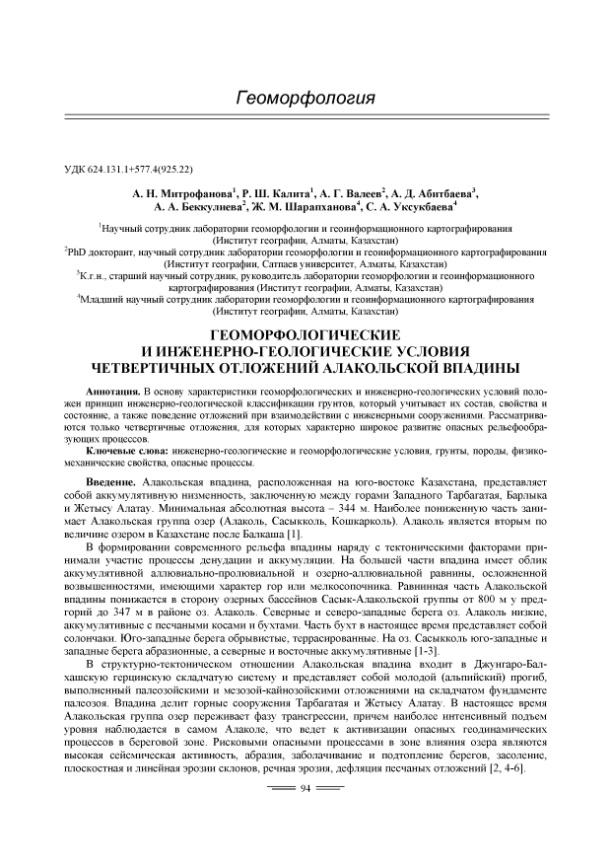 Геоморфология
УДК 624.131.1+577.4(925.22)
А. Н. Митрофанова¹, Р. Ш. Калита¹, А. Г. Валеев², А. Д. Абитбаева³,
А. А. Беккулиева², Ж. М. Шарапханова⁴, С. А. Уксукбаева⁴
¹Научный сотрудник лаборатории геоморфологии и геоинформационного картографирования
(Институт географии, Алматы, Казахстан)
²PhD докторант, научный сотрудник лаборатории геоморфологии и геоинформационного картографирования
(Институт географии, Сатпаев университет, Алматы, Казахстан)
³К.г.н., старший научный сотрудник, руководитель лаборатории геоморфологии и геоинформационного
картографирования (Институт географии, Алматы, Казахстан)
⁴Младший научный сотрудник лаборатории геоморфологии и геоинформационного картографирования
(Институт географии, Алматы, Казахстан)
ГЕОМОРФОЛОГИЧЕСКИЕ
И ИНЖЕНЕРНО-ГЕОЛОГИЧЕСКИЕ УСЛОВИЯ
ЧЕТВЕРТИЧНЫХ ОТЛОЖЕНИЙ АЛАКОЛЬСКОЙ ВПАДИНЫ
Аннотация. В основу характеристики геоморфологических и инженерно-геологических условий поло-
жен принцип инженерно-геологической классификации грунтов, который учитывает их состав, свойства и
состояние, а также поведение отложений при взаимодействии с инженерными сооружениями. Рассматрива-
ются только четвертичные отложения, для которых характерно широкое развитие опасных рельефообра-
зующих процессов.
Ключевые слова: инженерно-геологические и геоморфологические условия, грунты, породы, физико-
механические свойства, опасные процессы.
Введение. Алакольская впадина, расположенная на юго-востоке Казахстана, представляет
собой аккумулятивную низменность, заключенную между горами Западного Тарбагатая, Барлыка
и Жетысу Алатау. Минимальная абсолютная высота – 344 м. Наиболее пониженную часть зани-
мает Алакольская группа озер (Алаколь, Сасыкколь, Кошкарколь). Алаколь является вторым по
величине озером в Казахстане после Балкаша [1].
В формировании современного рельефа впадины наряду с тектоническими факторами при-
нимали участие процессы денудации и аккумуляции. На большей части впадина имеет облик
аккумулятивной аллювиально-пролювиальной и озерно-аллювиальной равнины, осложненной
возвышенностями, имеющими характер гор или мелкосопочника. Равнинная часть Алакольской
впадины понижается в сторону озерных бассейнов Сасык-Алакольской группы от 800 м у пред-
горий до 347 м в районе оз. Алаколь. Северные и северо-западные берега оз. Алаколь низкие,
аккумулятивные с песчаными косами и бухтами. Часть бухт в настоящее время представляет собой
солончаки. Юго-западные берега обрывистые, террасированные. На оз. Сасыкколь юго-западные и
западные берега абразионные, а северные и восточные аккумулятивные [1-3].
В структурно-тектоническом отношении Алакольская впадина входит в Джунгаро-Бал-
хашскую герцинскую складчатую систему и представляет собой молодой (альпийский) прогиб,
выполненный палеозойскими и мезозой-кайнозойскими отложениями на складчатом фундаменте
палеозоя. Впадина делит горные сооружения Тарбагатая и Жетысу Алатау. В настоящее время
Алакольская группа озер переживает фазу трансгрессии, причем наиболее интенсивный подъем
уровня наблюдается в самом Алаколе, что ведет к активизации опасных геодинамических
процессов в береговой зоне. Рисковыми опасными процессами в зоне влияния озера являются
высокая сейсмическая активность, абразия, заболачивание и подтопление берегов, засоление,
плоскостная и линейная эрозии склонов, речная эрозия, дефляция песчаных отложений [2, 4-6].
94